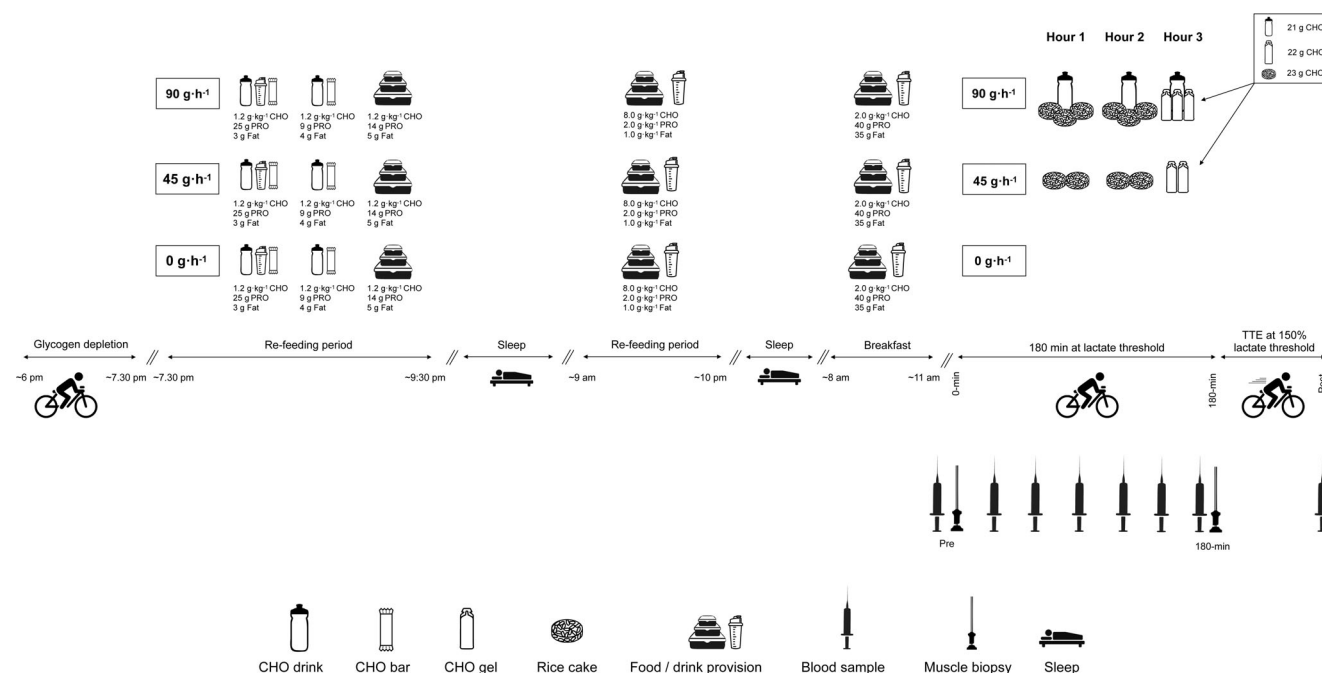 Hour 1 Hour 2 Hour 3
21 g CHO
22 g CHO
23 g CHO
90 g·h-1
1.2 g·kg-1 CHO
25 g PRO
3 g Fat
1.2 g·kg-1 CHO
9 g PRO
4 g Fat
1.2 g·kg-1 CHO
14 g PRO
5 g Fat
8.0 g·kg-1 CHO
2.0 g·kg-1 PRO
1.0 g·kg-1 Fat
2.0 g·kg-1 CHO
40 g PRO
35 g Fat
90 g·h-1
45 g·h-1
1.2 g·kg-1 CHO
25 g PRO
3 g Fat
1.2 g·kg-1 CHO
9 g PRO
4 g Fat
1.2 g·kg-1 CHO
14 g PRO
5 g Fat
8.0 g·kg-1 CHO
2.0 g·kg-1 PRO
1.0 g·kg-1 Fat
2.0 g·kg-1 CHO
40 g PRO
35 g Fat
45 g·h-1
0 g·h-1
1.2 g·kg-1 CHO
25 g PRO
3 g Fat
1.2 g·kg-1 CHO
9 g PRO
4 g Fat
1.2 g·kg-1 CHO
14 g PRO
5 g Fat
8.0 g·kg-1 CHO
2.0 g·kg-1 PRO
1.0 g·kg-1 Fat
2.0 g·kg-1 CHO
40 g PRO
35 g Fat
0 g·h-1
Glycogen depletion
Re-feeding period
Sleep
Re-feeding period
Sleep
Breakfast
180 min at lactate threshold
TTE at 150%
lactate threshold
~6 pm
~7.30 pm
~7.30 pm
~9:30 pm
~9 am
~10 pm
~8 am
~11 am
0-min
180-min
Pre
180-min
CHO drink
CHO bar
CHO gel
Rice cake
Food / drink provision
Blood sample
Muscle biopsy
Sleep